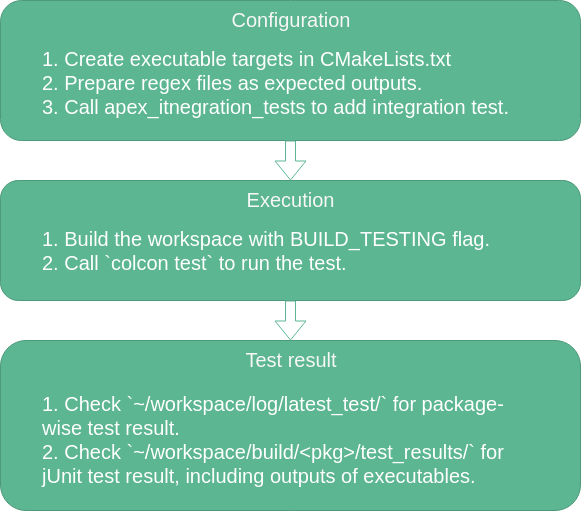 Configuration
1. Create executable targets in CMakeLists.txt
2. Prepare regex files as expected outputs.
3. Call apex_itnegration_tests to add integration test.
Execution
1. Build the workspace with BUILD_TESTING flag.
2. Call `colcon test` to run the test.
Test result
1. Check `~/workspace/log/latest_test/` for package-
wise test result.
2. Check `~/workspace/build/<pkg>/test_results/` for
jUnit test result, including outputs of executables.